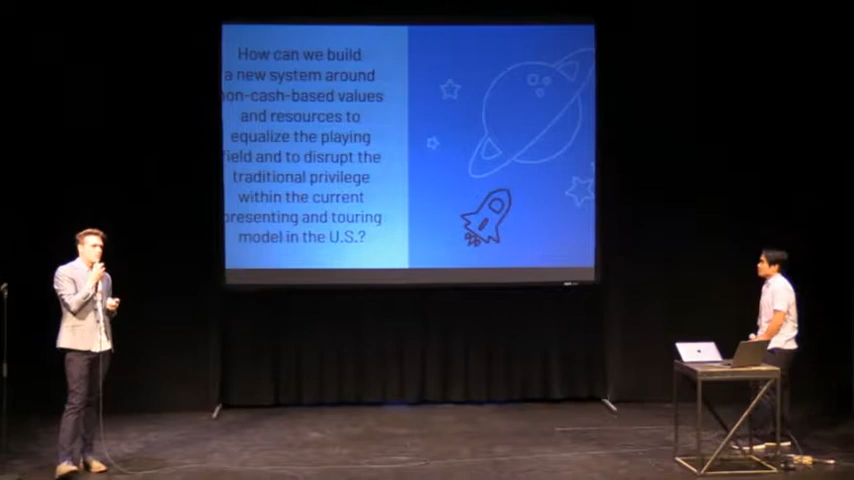 How can we build
a new system around
non-cash-based values
and resources to
equalize the playing
field and to disrupt the
traditional privilege
within the current
presenting and touring
model in the U.S.?